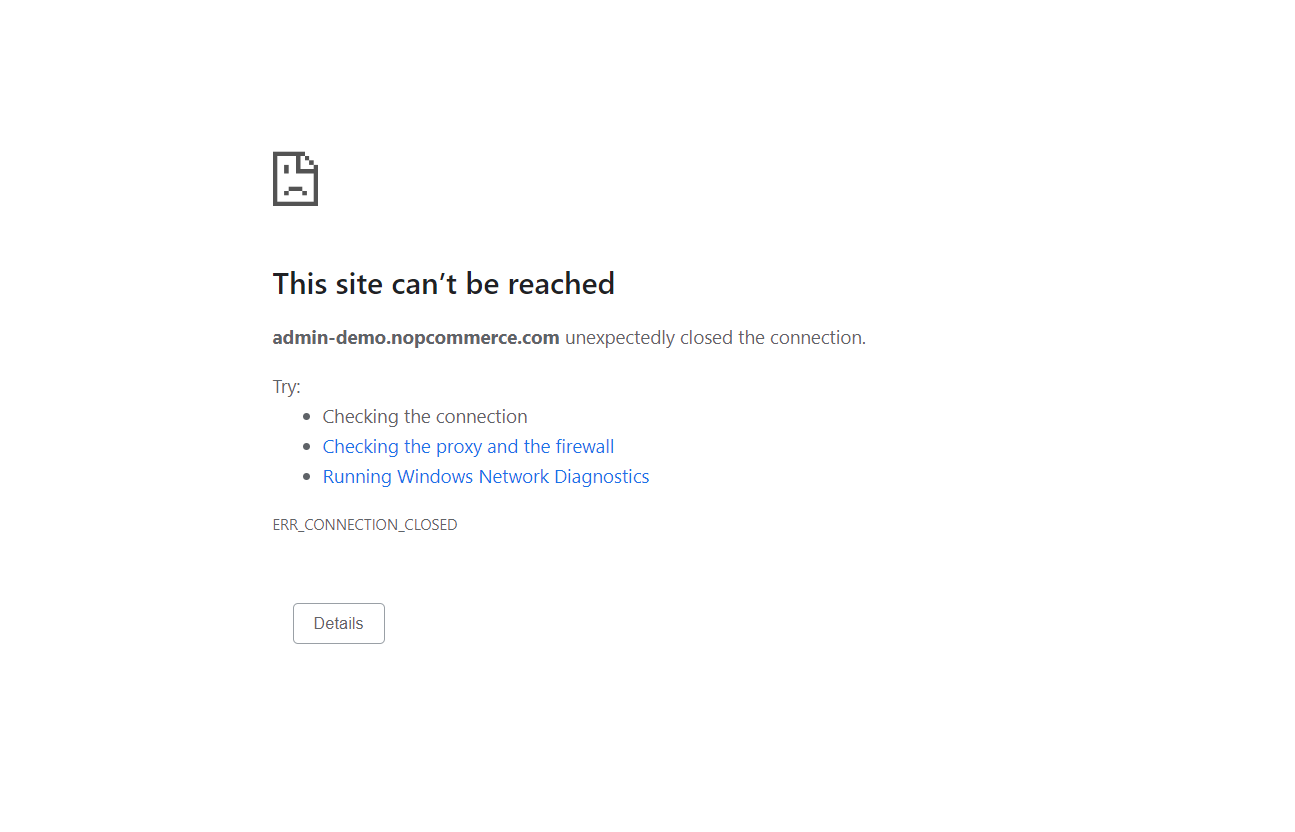 This site can’t be reached
admin-demo.nopcommerce.com unexpectedly closed the connection.
Try:
Checking the connection
Checking the proxy and the firewall
Running Windows Network Diagnostics
ERR_CONNECTION_CLOSED
Details